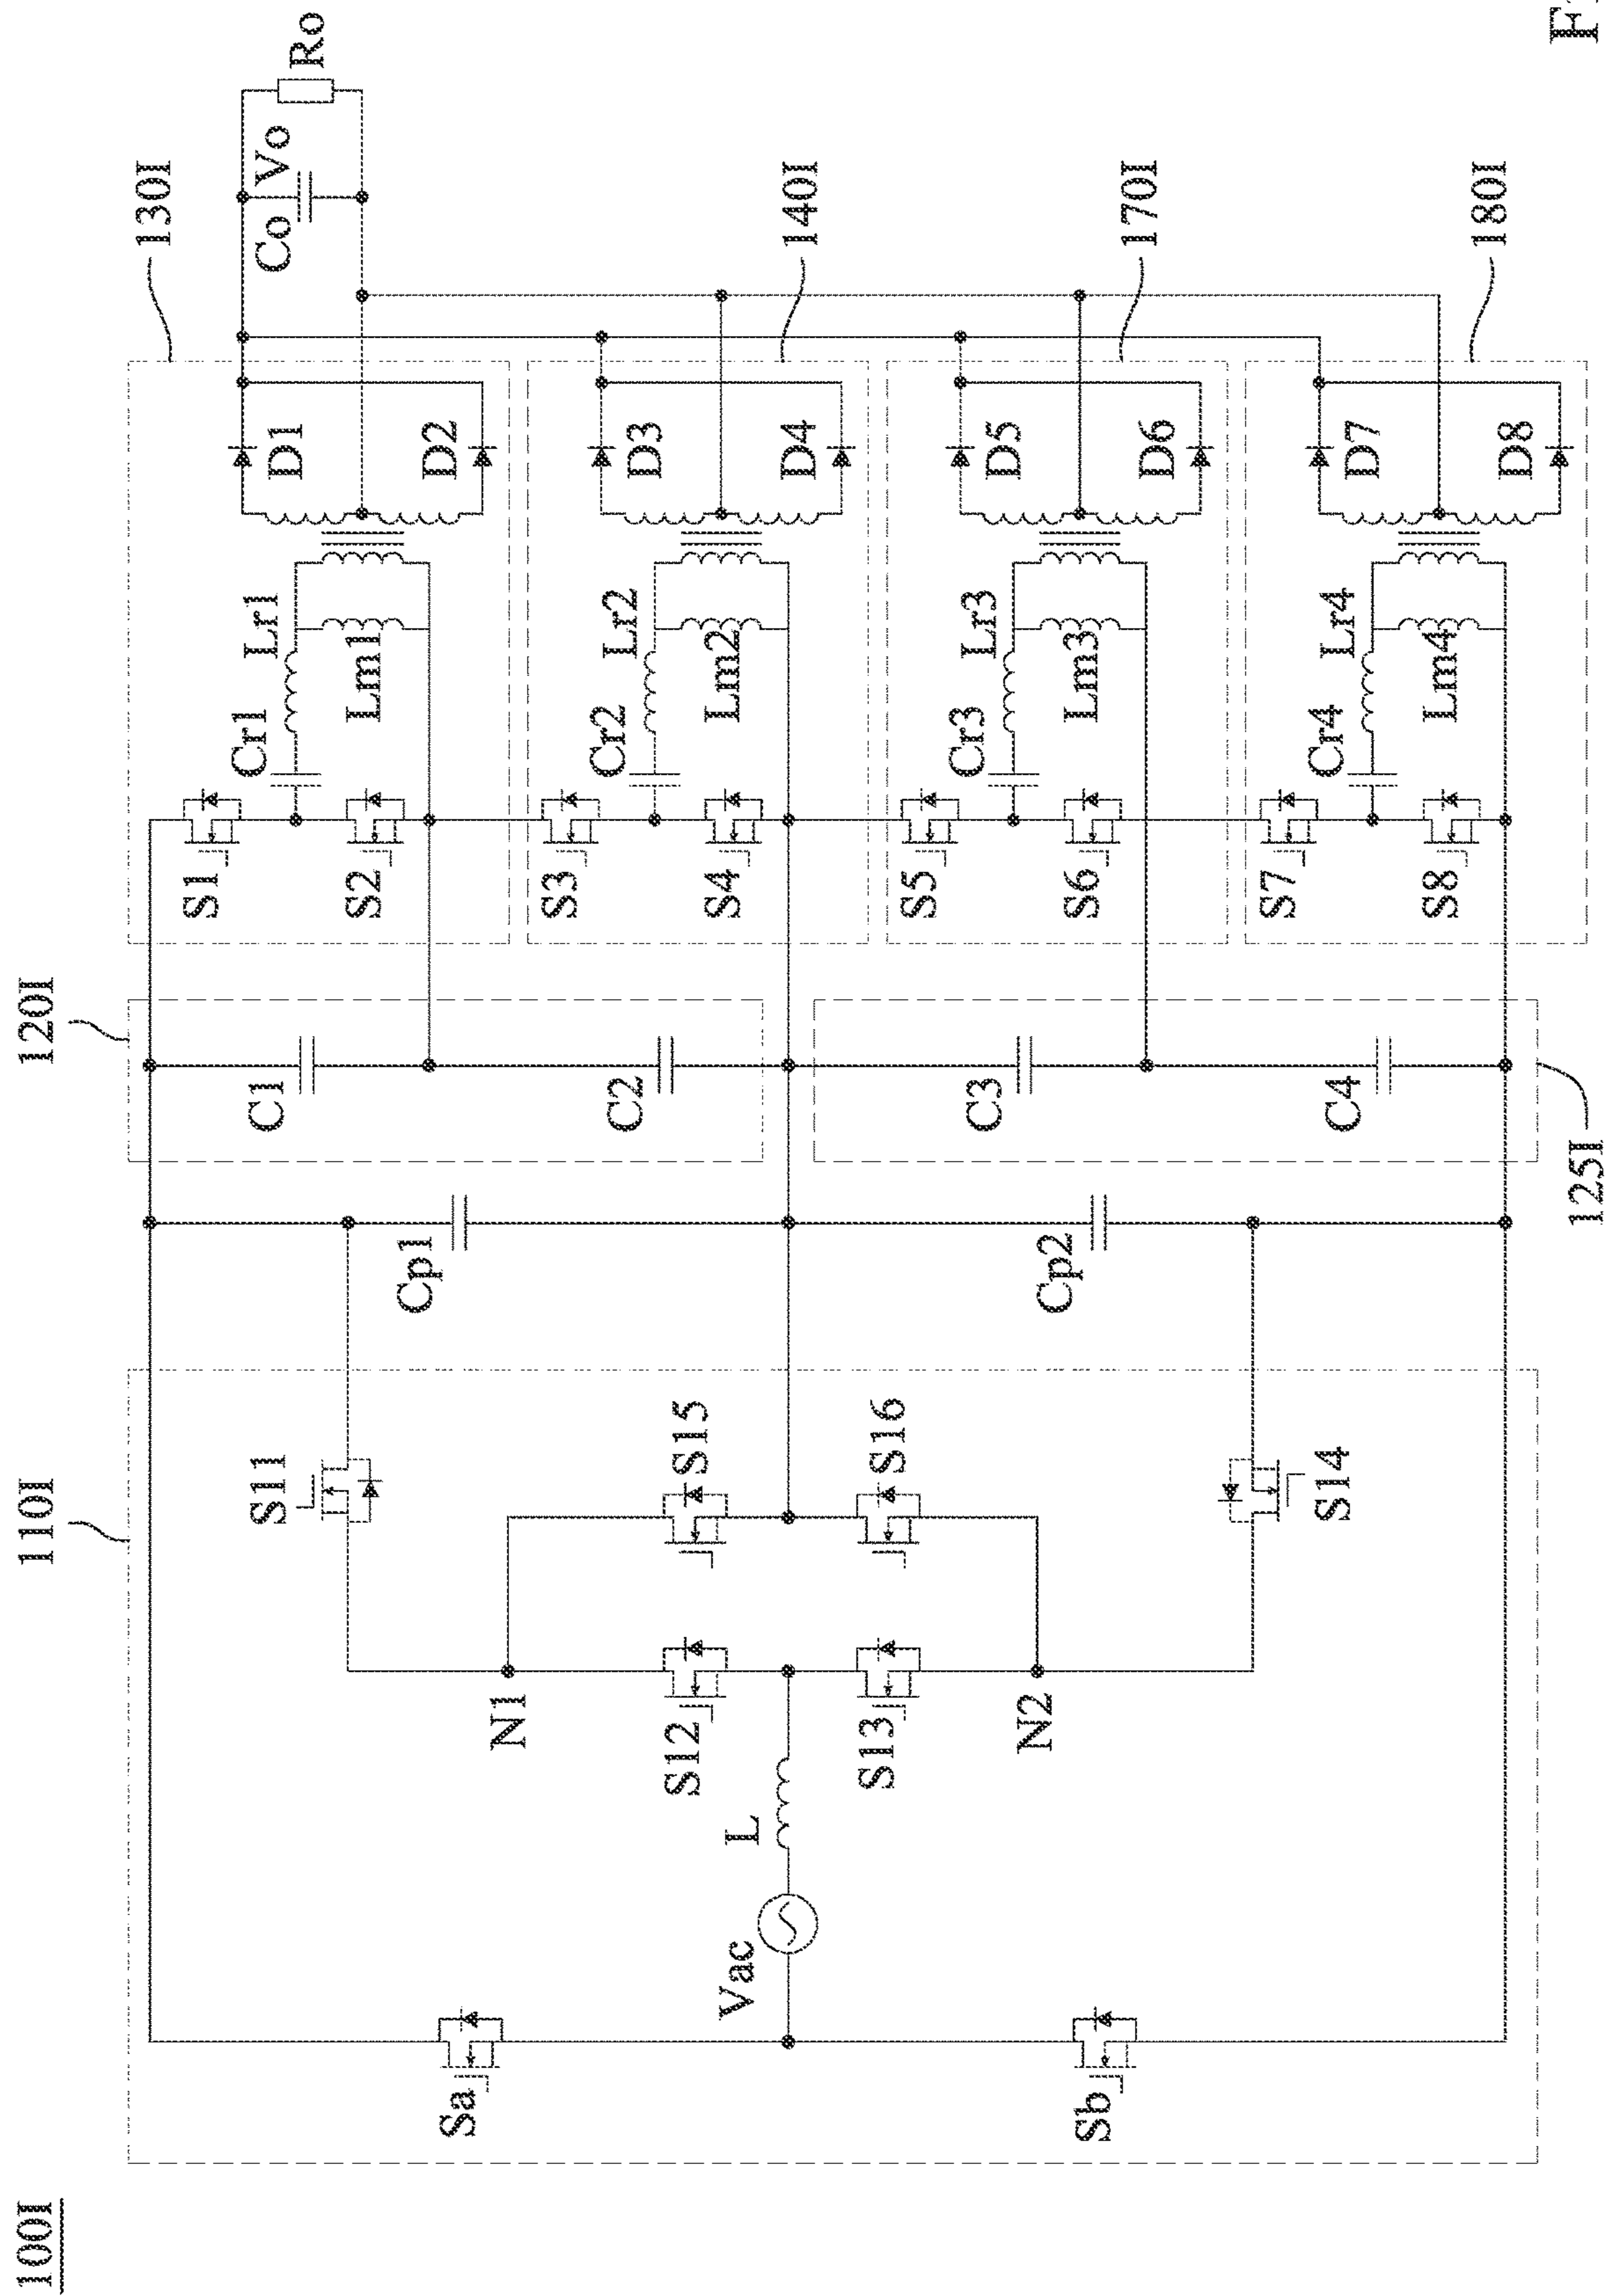 100I
110I
120I
130I
Sa
Sb
Vac
L
N1
S12
S13
N2
S11
S15
S16
S14
Cp1
Cp2
C1
C2
C3
C4
125I
S1
S2
Cr1
Lr1
Lm1
D1
D2
S3
S4
Cr2
Lr2
Lm2
D3
D4
140I
S5
S6
Cr3
Lr3
Lm3
D5
D6
170I
S7
S8
Cr4
Lr4
Lm4
D7
D8
180I
Co
Vo
Ro